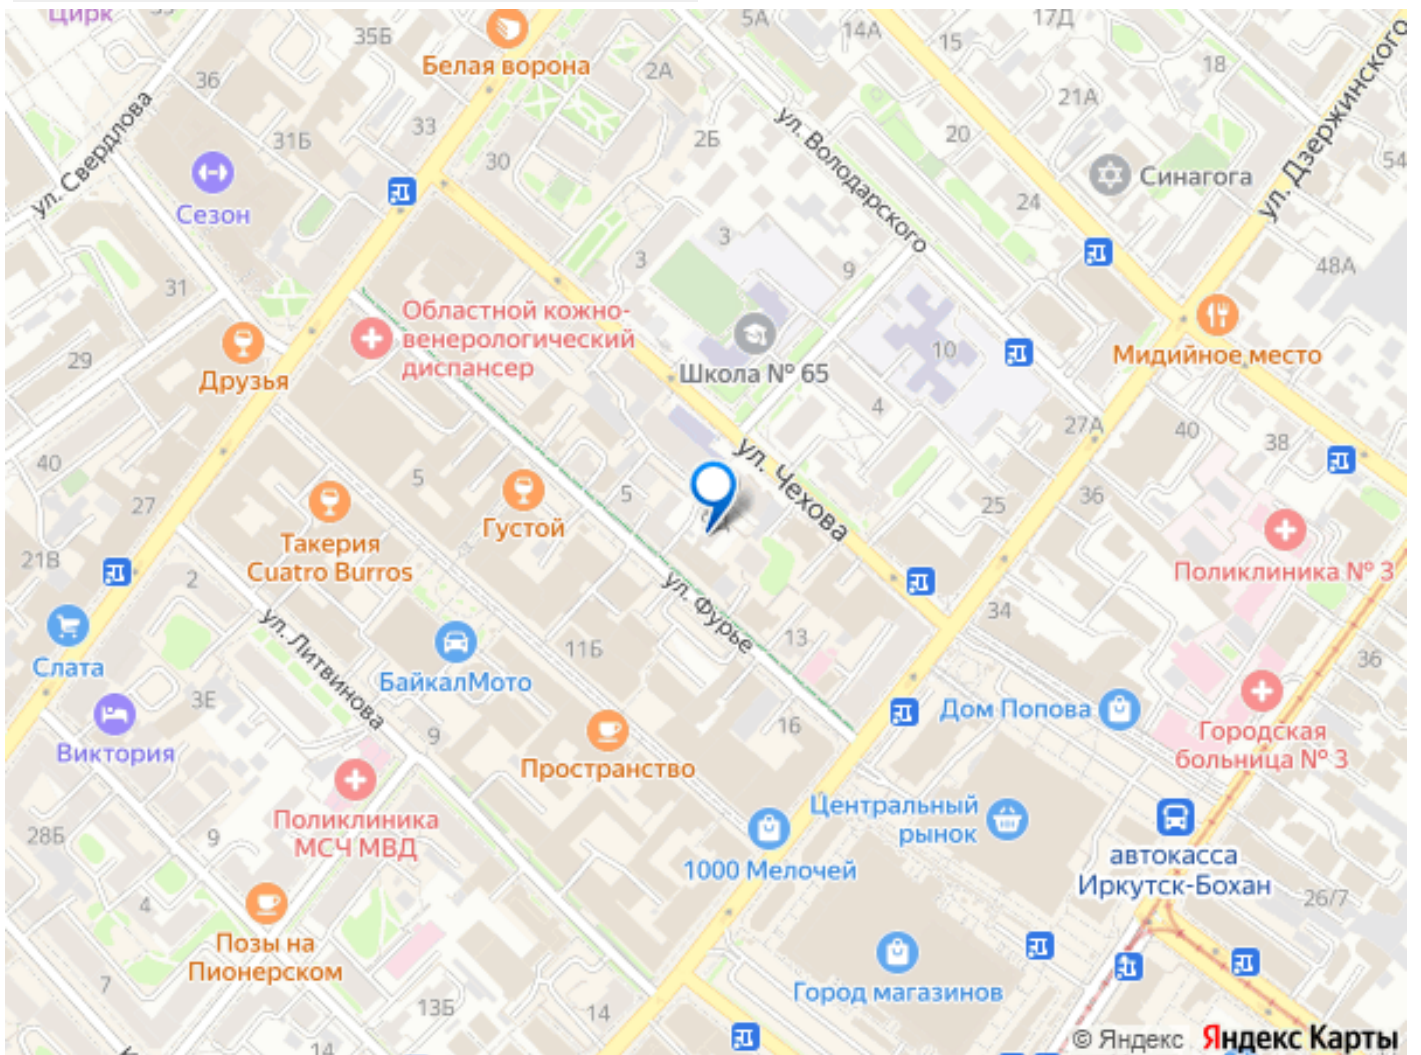 Цирк
35Б
5А
14А
17Д
15
18
Белая ворона
2А
36
21А
ул. Свердлова
31Б
33
2Б
20
ул. Володарского
ул. Дзержинского
54
30
Синагога
Сезон
24
3
3
9
48А
31
Областной кожно-
венерологический
диспансер
29
Друзья
Школа № 65
10
Мидийное место
4
27А
40
38
40
5
ул. Чехова
27
5
25
36
Густой
Такерия
Cuatro Burros
21В
2
Поликлиника № 3
ул. Фурье
34
ул. Литвинова
13
Слата
11Б
36
БайкалМото
3Е
Дом Попова
9
16
Городская
больница № 3
Виктория
Пространство
Центральный
рынок
Поликлиника
МСЧ МВД
28Б
9
1000 Мелочей
автокасса
Иркутск-Бохан
26/7
4
Позы на
Пионерском
7
Город магазинов
13Б
14
14
© Яндекс Яндекс Карты